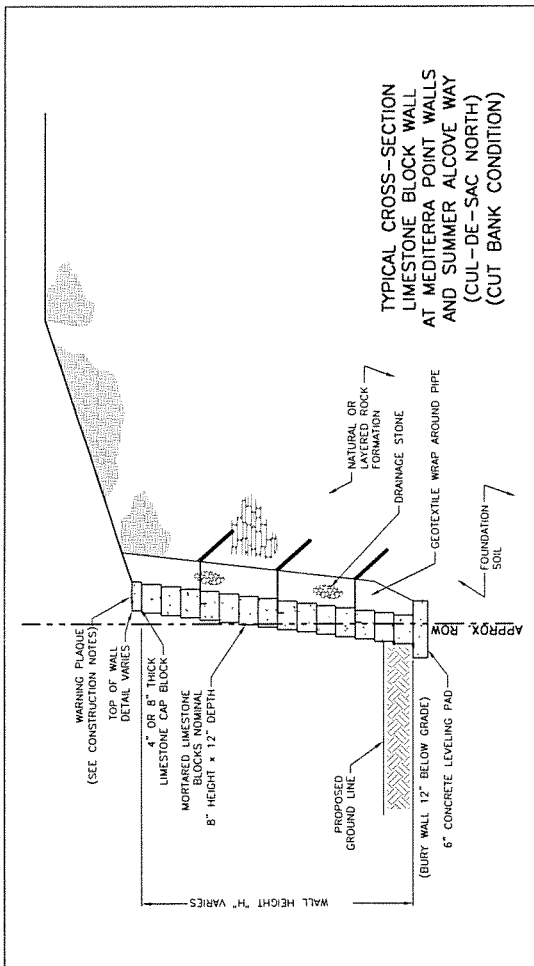 WARNING PLAQUE
(SEE CONSTRUCTION NOTES)
TOP OF WALL
DETAIL VARIES
4" OR 8" THICK
LIMESTONE CAP BLOCK
MORTARED LIMESTONE
BLOCKS NOMINAL
8" HEIGHT x 12" DEPTH
WALL HEIGHT "H" VARIES
PROPOSED
GROUND LINE
(BURY WALL 12" BELOW GRADE)
6" CONCRETE LEVELING PAD
APPROX.
ROW
NATURAL OR
LAYERED ROCK
FORMATION
DRAINAGE STONE
GEOTEXTILE WRAP AROUND PIPE
FOUNDATION
SOIL
TYPICAL CROSS-SECTION
LIMESTONE BLOCK WALL
AT MEDITERRA POINT WALLS
AND SUMMER ALCOVE WAY
(CUL-DE-SAC NORTH)
(CUT BANK CONDITION)